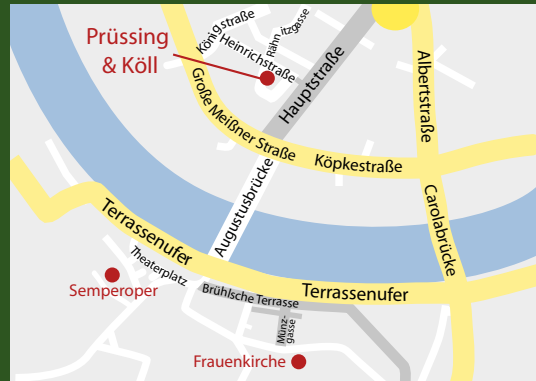 Königstraße
Rähnitzgasse
Prüssing
& Köll
Heinrichstraße
Hauptstraße
Albertstraße
Große Meißner Straße
Köpkestraße
Augustusbrücke
Carolabrücke
Terrassenufer
Theaterplatz
Semperoper
Brühlsche Terrasse
Terrassenufer
Münz-
gasse
Frauenkirche